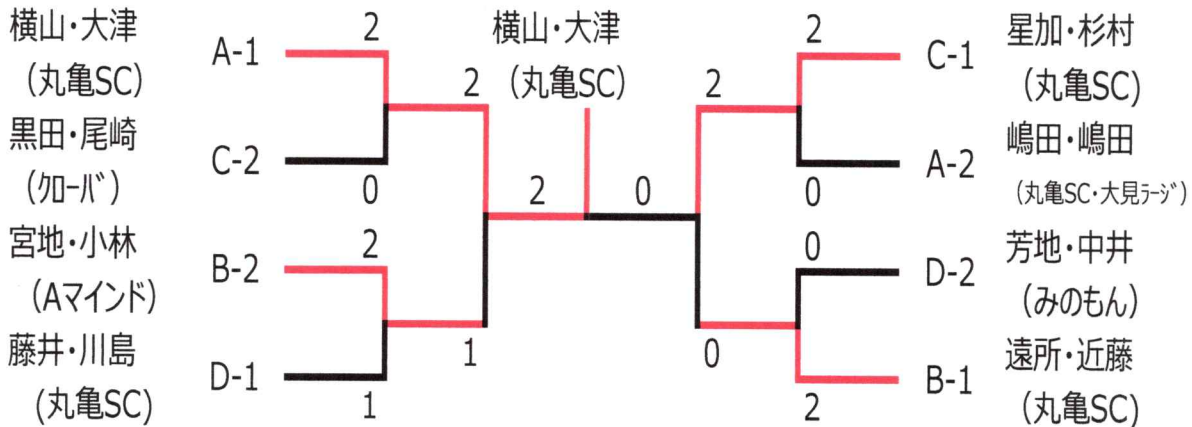 横山・大津
(丸亀SC)
A-1
2
黒田・尾崎
(クローバ)
C-2
0
2
宮地・小林
(Aマインド)
B-2
2
藤井・川島
(丸亀SC)
D-1
1
1
横山・大津
(丸亀SC)
2
0
2
2
C-1
星加・杉村
(丸亀SC)
0
A-2
嶋田・嶋田
(丸亀SC・大見ラージ)
0
D-2
芳地・中井
(みのもん)
0
2
B-1
遠所・近藤
(丸亀SC)